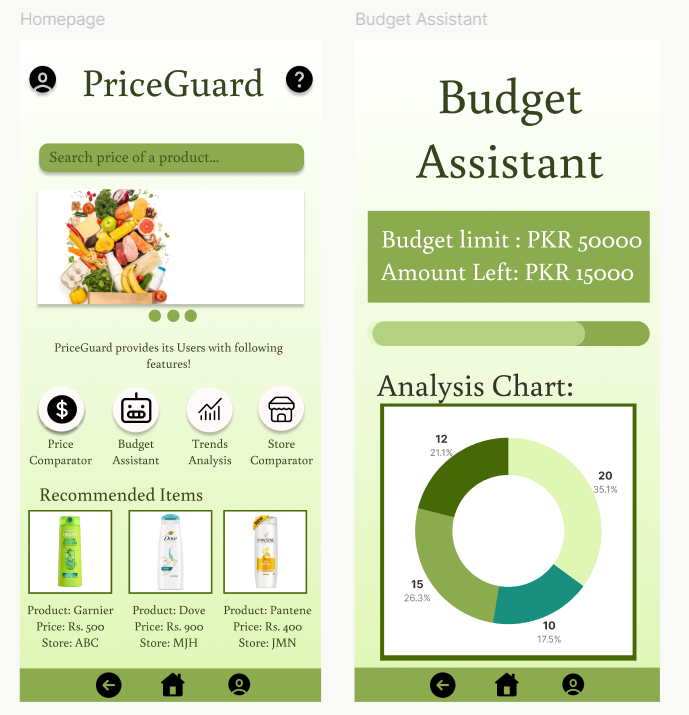 Homepage
PriceGuard
Search price of a product...
PriceGuard provides its Users with following
features!
Price
Comparator
Budget
Assistant
Trends
Analysis
Store
Comparator
Recommended Items
NEW
Dove
PANTENE
Product: Garnier
Price: Rs. 500
Store: ABC
Product: Dove
Price: Rs. 900
Store: MJH
Product: Pantene
Price: Rs. 400
Store: JMN
Budget Assistant
Budget
Assistant
Budget limit : PKR 50000
Amount Left: PKR 15000
Analysis Chart:
12
21.1%
20
35.1%
15
26.3%
10
17.5%